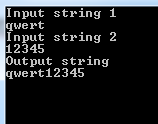 Input string 1
qwert
Input string 2
12345
Output string
qwert12345